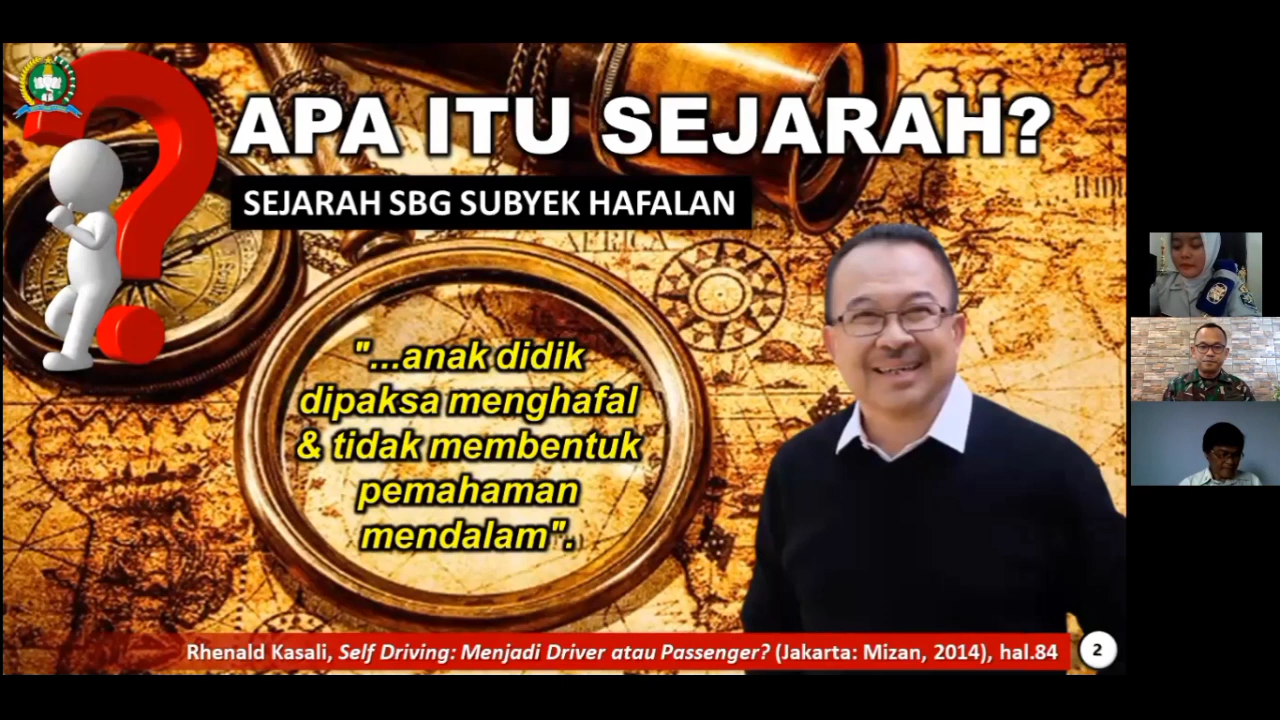 APA ITU SEJARAH?
SEJARAH SBG SUBYEK HAFALAN
AFRICA
"...anak didik
dipaksa menghafal
& tidak membentuk
pemahaman
mendalam".
Rhenald Kasali, Self Driving: Menjadi Driver atau Passenger? (Jakarta: Mizan, 2014), hal.84
2